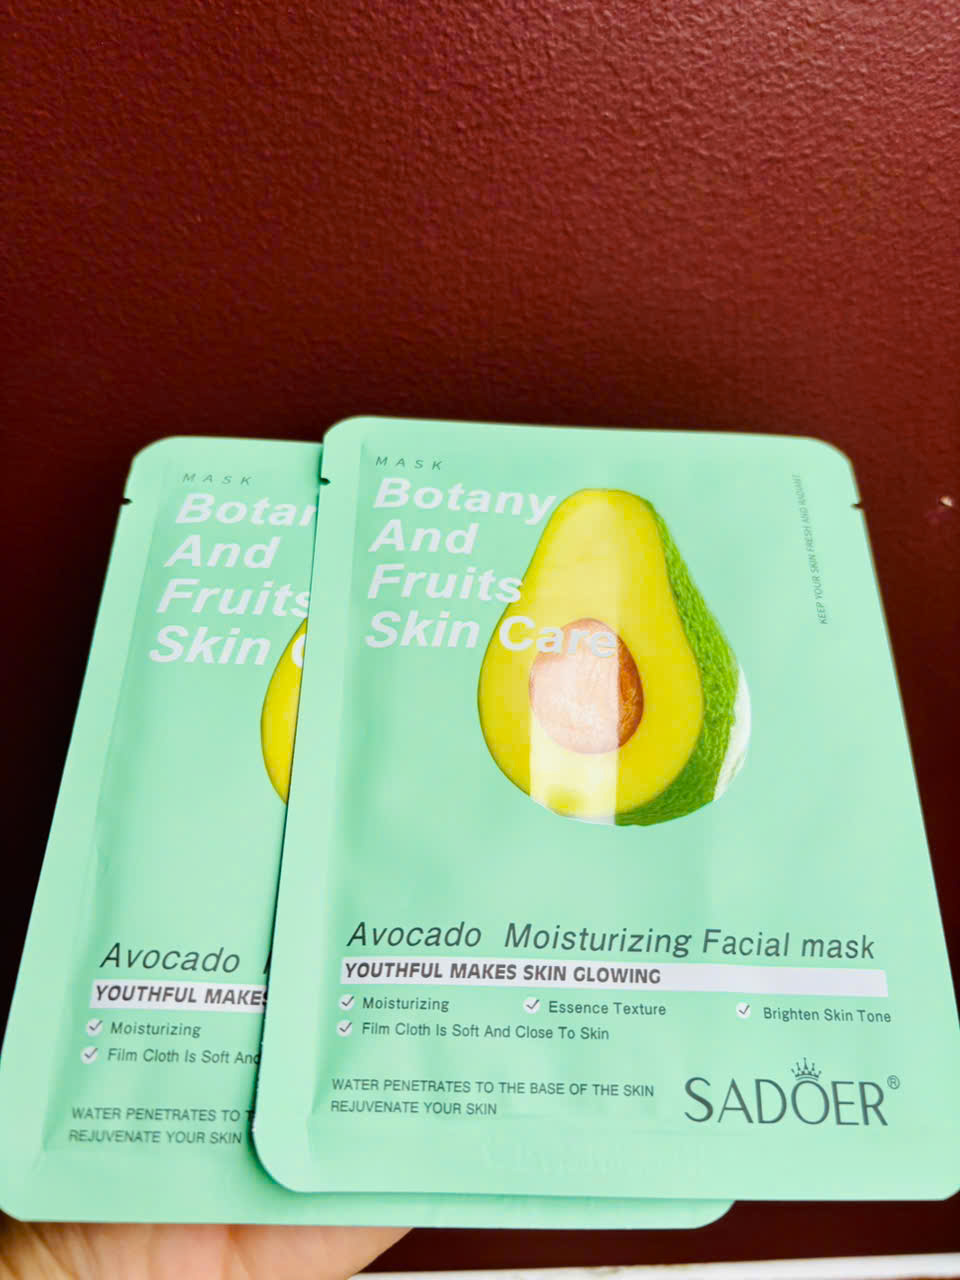 MASK
Botany
And
Fruits
Skin Care
KEEP YOUR SKIN FRESH AND RADIANT
Avocado Moisturizing Facial mask
YOUTHFUL MAKES SKIN GLOWING
Moisturizing
Essence Texture
Brighten Skin Tone
Film Cloth Is Soft And Close To Skin
WATER PENETRATES TO THE BASE OF THE SKIN
REJUVENATE YOUR SKIN
SADOER®
MASK
Botan
And
Fruits
Skin
Avocado
YOUTHFUL MAKES
Moisturizing
Film Cloth Is Soft And
WATER PENETRATES TO
REJUVENATE YOUR SKIN